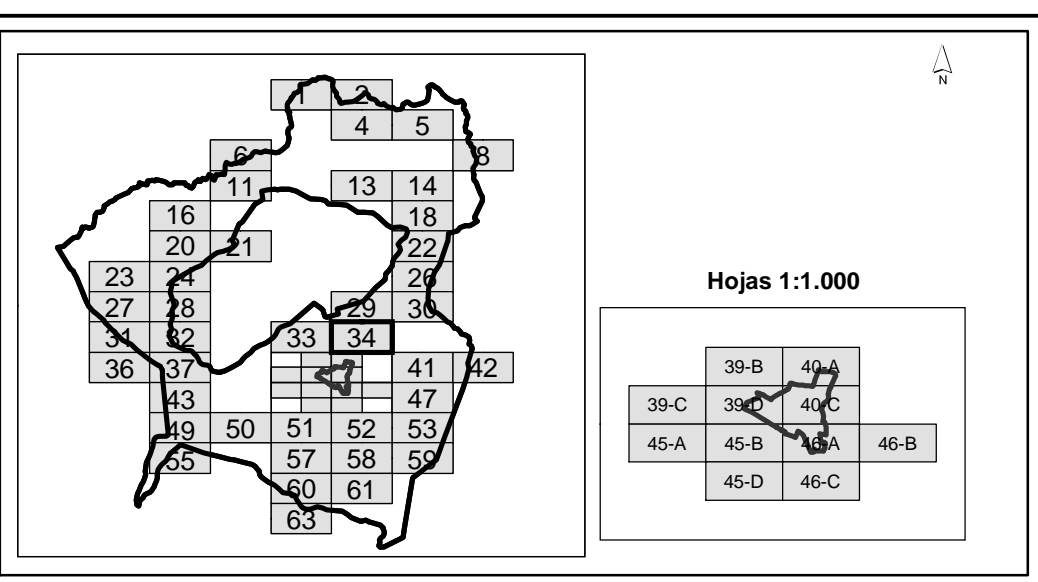 1 2
4 5
6 8
11 13 14
16 18
20 21 22
23 24 26
27 28 29 30
31 32 33 34
36 37 41 42
43 47
49 50 51 52 53
55 57 58 59
60 61
63
N
Hojas 1:1.000
39-B 40-A
39-C 39-D 40-C
45-A 45-B 46-A 46-B
45-D 46-C